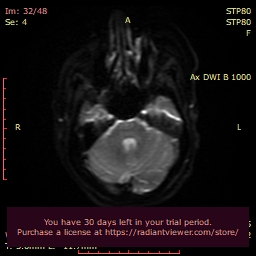 Im: 32/48
Se: 4
A
STP80
STP80
F
Ax DWI B 1000
R
L
You have 30 days left in your trial period.
Purchase a license at https://radiantviewer.com/store/